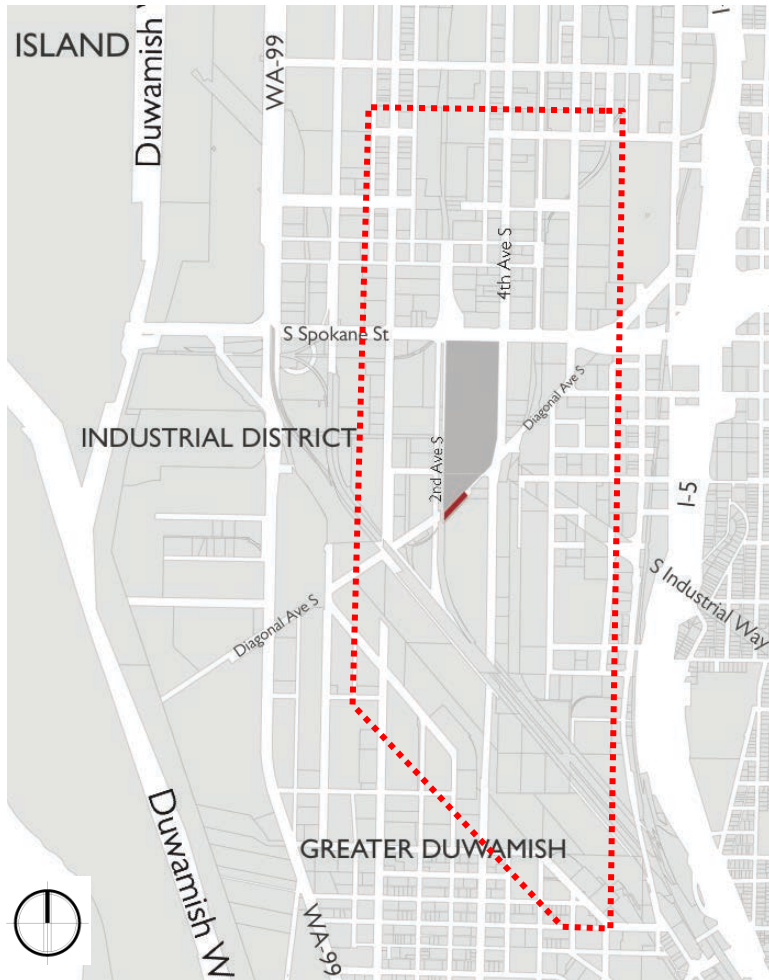 ISLAND
Duwamish
WA-99
4th Ave S
S Spokane St
Diagonal Ave S
INDUSTRIAL DISTRICT
2nd Ave S
I-5
S Industrial Way
Diagonal Ave S
Duwamish W
GREATER DUWAMISH
WA-99